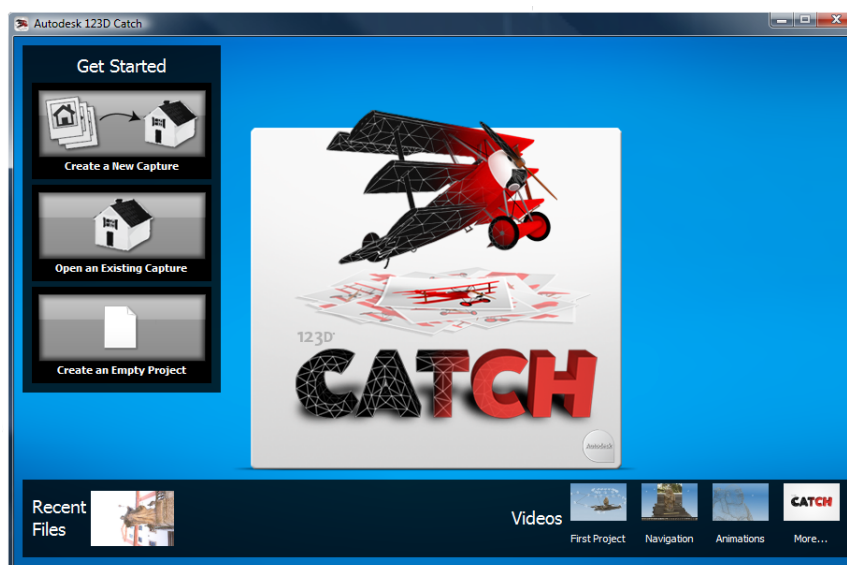 Autodesk 123D Catch
Get Started
Create a New Capture
Open an Existing Capture
Create an Empty Project
123D
CATCH
Autodesk
Recent
Files
Videos
First Project
Navigation
Animations
CATCH
More...